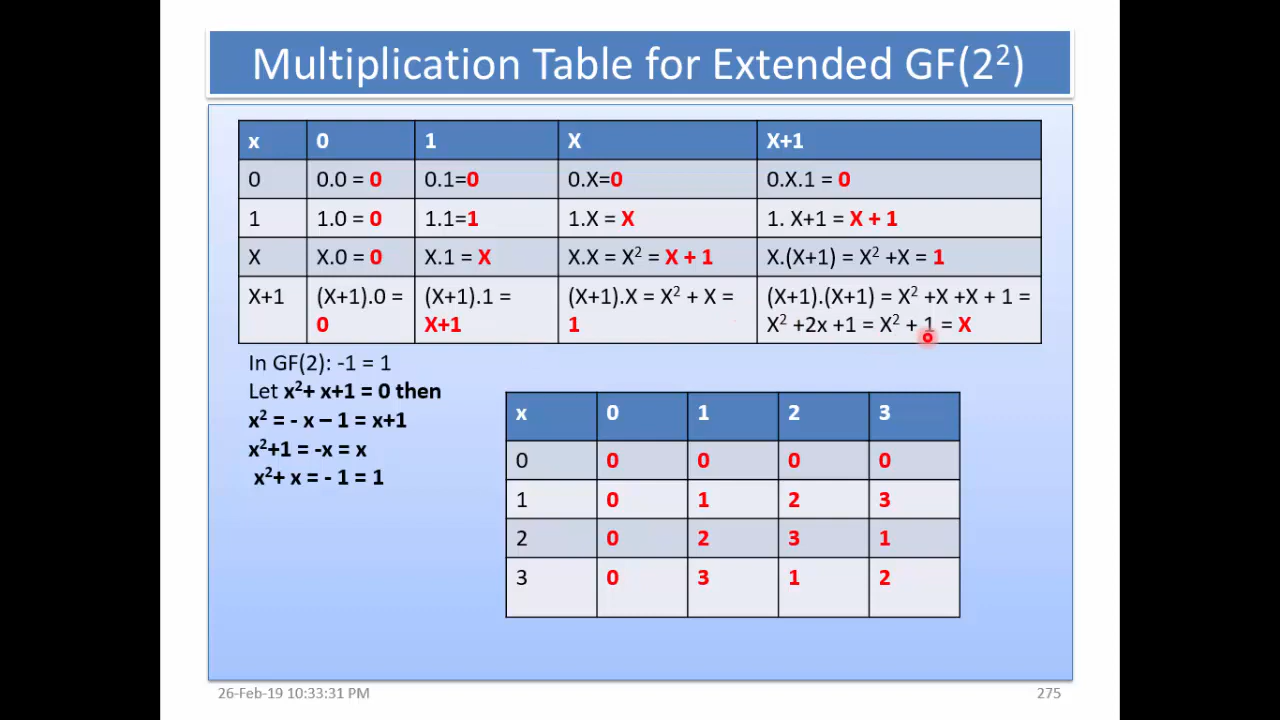 Multiplication Table for Extended GF(2²)
x 0 1 X X+1
0 0.0 = 0 0.1=0 0.X=0 0.X.1 = 0
1 1.0 = 0 1.1=1 1.X = X 1. X+1 = X + 1
X X.0 = 0 X.1 = X X.X = X² = X + 1 X.(X+1) = X² +X = 1
X+1 (X+1).0 = (X+1).1 = (X+1).X = X² + X = (X+1).(X+1) = X² +X +X + 1 =
0 X+1 1 X² +2x +1 = X² + 1 = X
In GF(2): -1 = 1
Let x²+ x+1 = 0 then
x² = - x – 1 = x+1
x²+1 = -x = x
x²+ x = - 1 = 1
x 0 1 2 3
0 0 0 0 0
1 0 1 2 3
2 0 2 3 1
3 0 3 1 2
26-Feb-19 10:33:31 PM 275